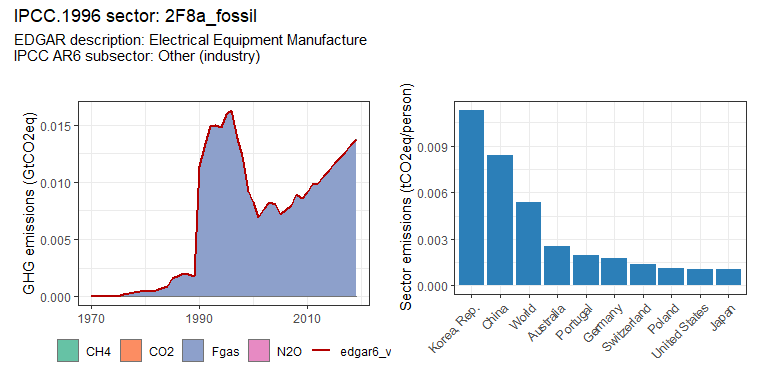 IPCC.1996 sector: 2F8a_fossil
EDGAR description: Electrical Equipment Manufacture
IPCC AR6 subsector: Other (industry)
GHG emissions (GtCO2eq)
0.015
0.010
0.005
0.000
1970
1990
2010
CH4
CO2
Fgas
N2O
edgar6_v
Sector emissions (tCO2eq/person)
0.009
0.006
0.003
0.000
Korea, Rep.
China
World
Australia
Portugal
Germany
Switzerland
Poland
United States
Japan